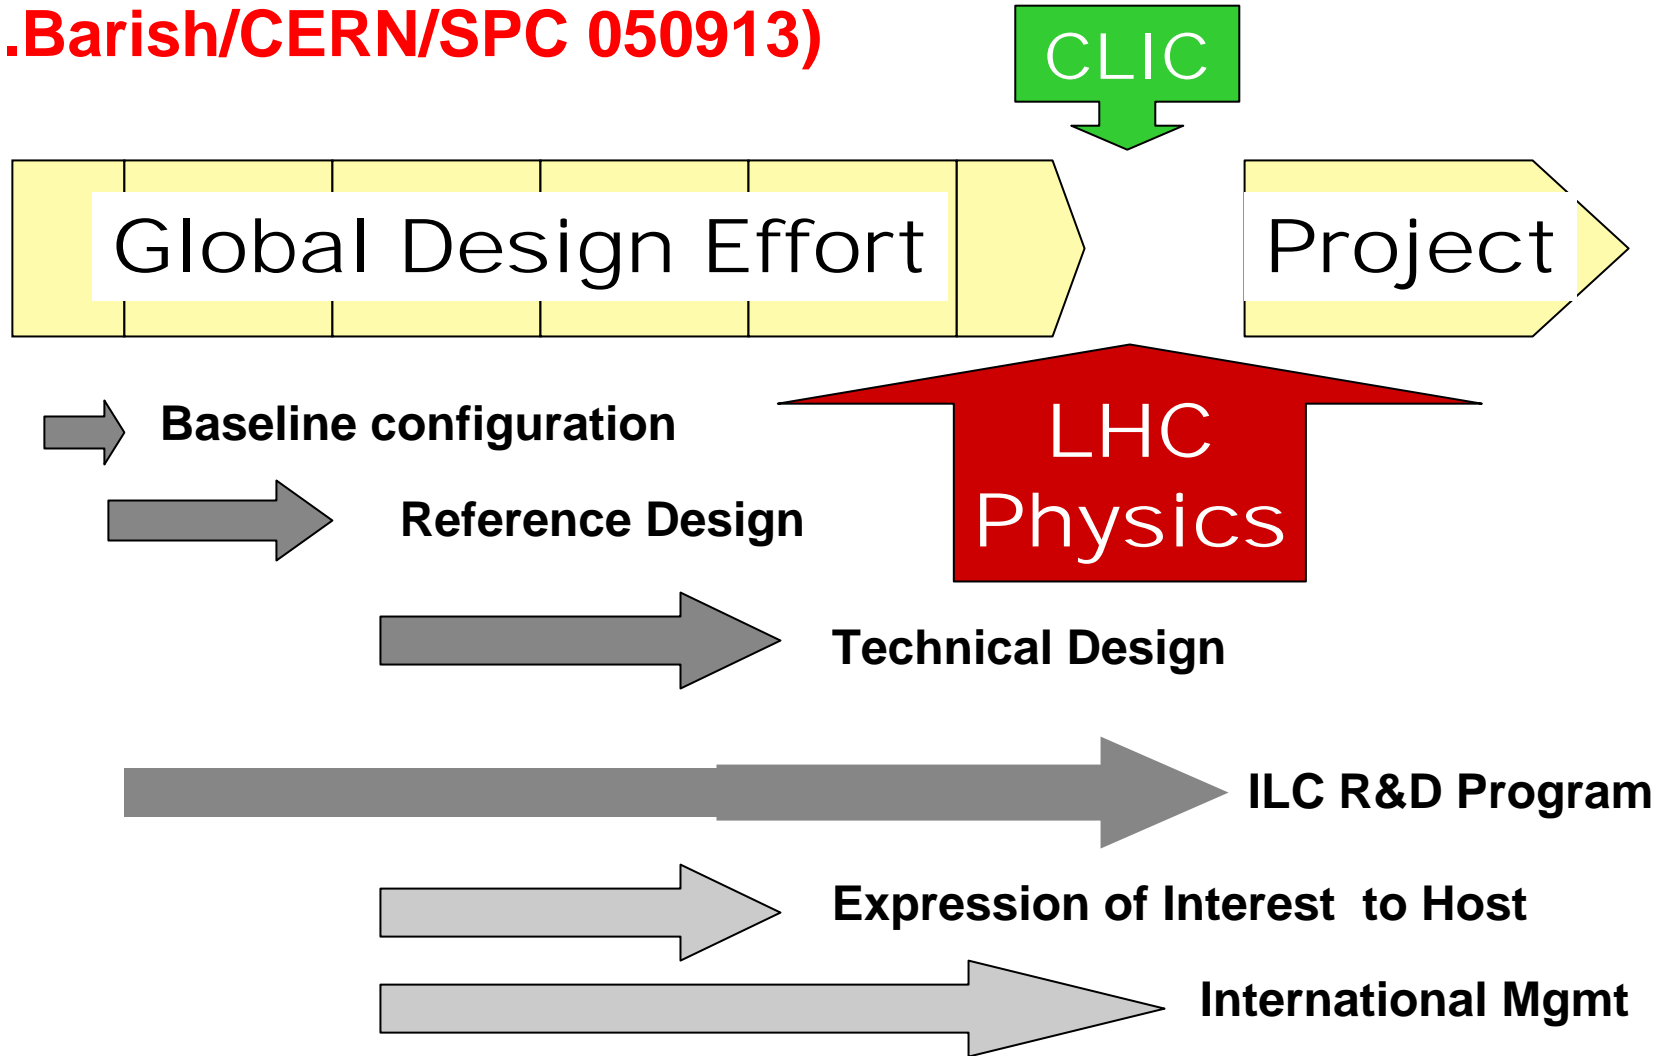 .Barish/CERN/SPC 050913)
CLIC
Global Design Effort
Project
Baseline configuration
LHC
Physics
Reference Design
Technical Design
ILC R&D Program
Expression of Interest to Host
International Mgmt